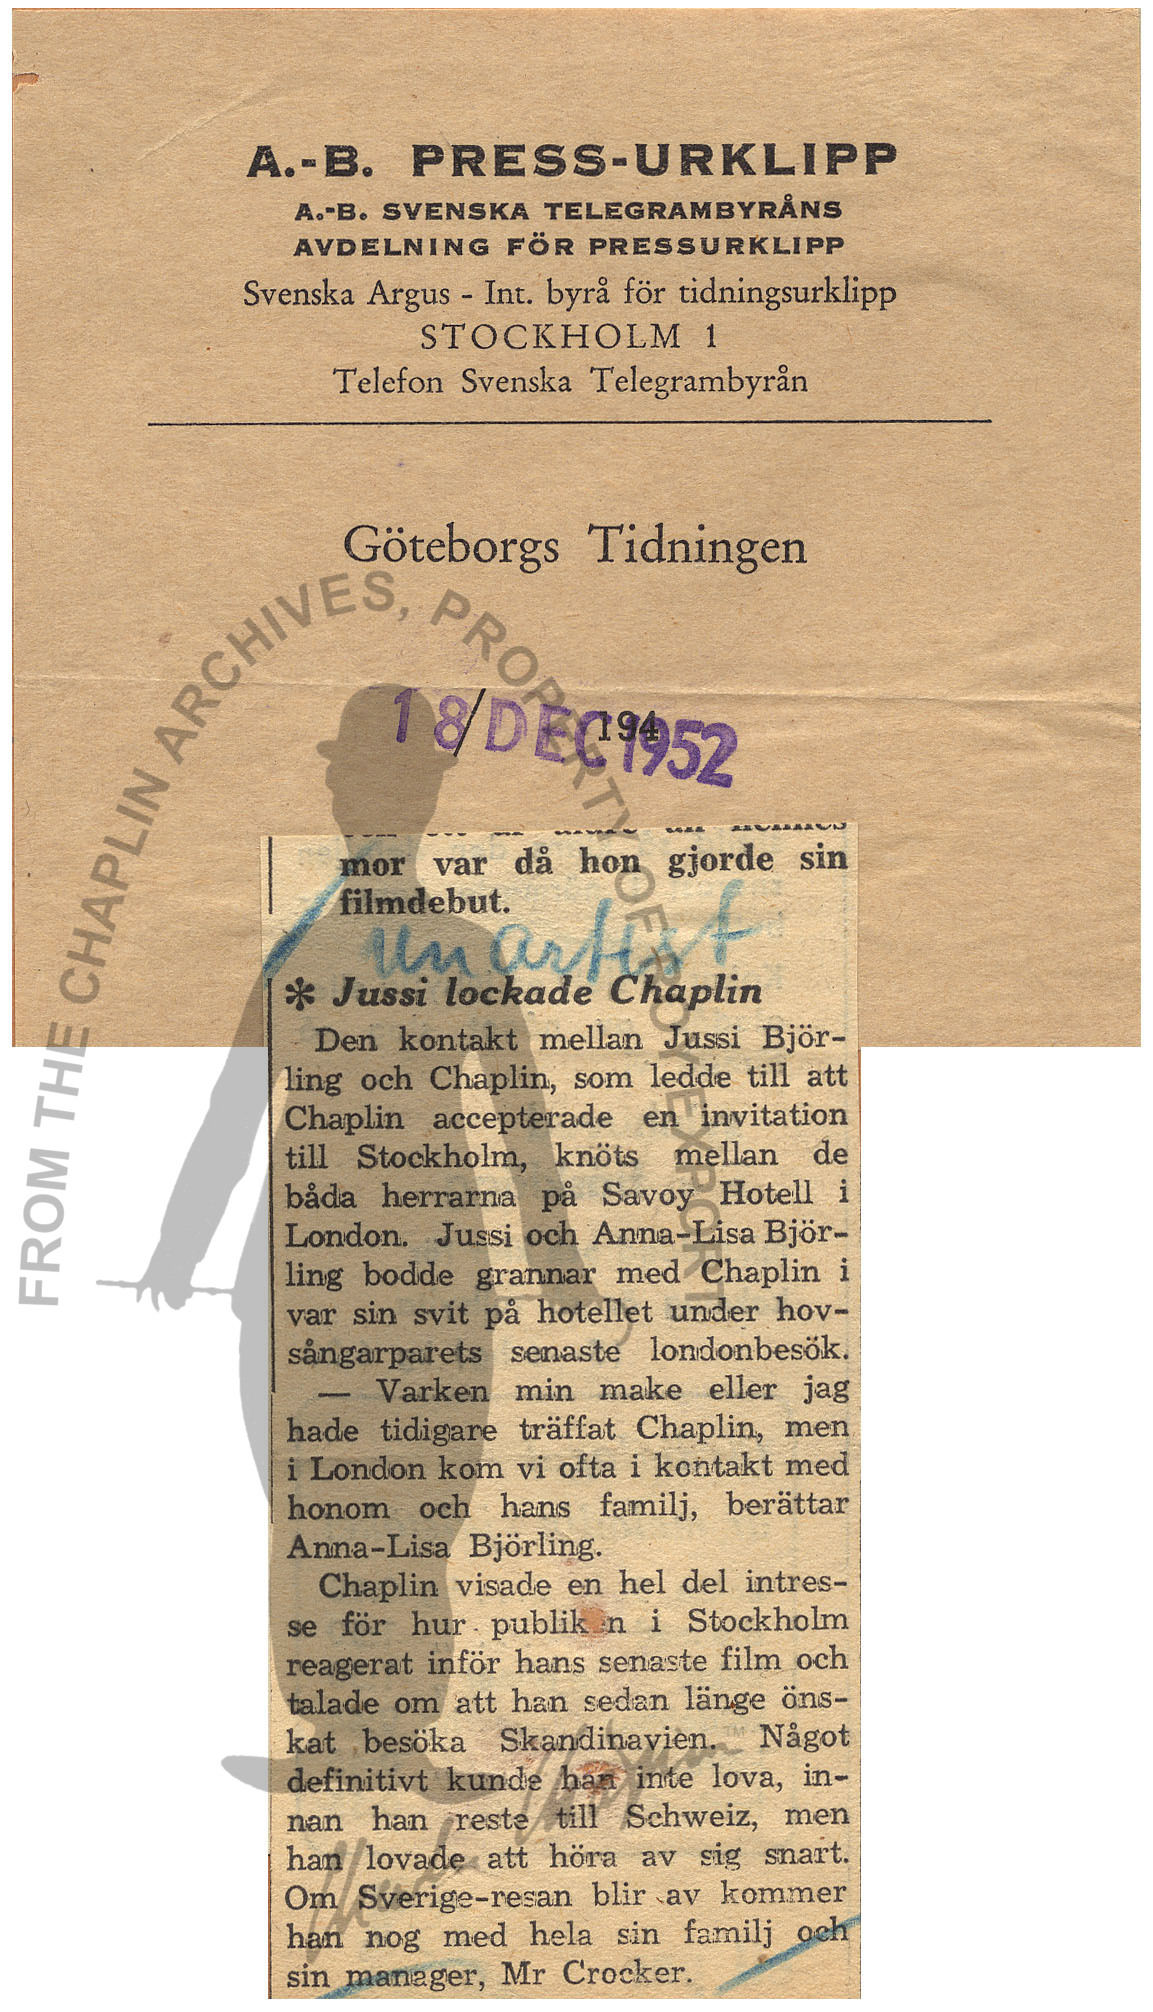 A.-B. PRESS-URKLIPP
A.-B. SVENSKA TELEGRAMBYRÅNS
AVDELNING FÖR PRESSURKLIPP
Svenska Argus - Int. byrå för tidningsurklipp
STOCKHOLM 1
Telefon Svenska Telegrambyrån
Göteborgs Tidningen
FROM THE CHAPLIN ARCHIVES, PROPERTY OF ROY EXPORT
18/DEC 1952
194
mor var då hon gjorde sin
filmdebut.
Un Artist
* Jussi lockade Chaplin
Den kontakt mellan Jussi Björ-
ling och Chaplin, som ledde till att
Chaplin accepterade en invitation
till Stockholm, knöts mellan de
båda herrarna på Savoy Hotell i
London. Jussi och Anna-Lisa Björ-
ling bodde grannar med Chaplin i
var sin svit på hotellet under hov-
sångarparets senaste londonbesök.
— Varken min make eller jag
hade tidigare träffat Chaplin, men
i London kom vi ofta i kontakt med
honom och hans familj, berättar
Anna-Lisa Björling.
Chaplin visade en hel del intres-
se för hur publiken i Stockholm
reagerat inför hans senaste film och
talade om att han sedan länge öns-
kat besöka Skandinavien. Något
definitivt kunde han inte lova, in-
nan han reste till Schweiz, men
han lovade att höra av sig snart.
Om Sverige-resan blir av kommer
han nog med hela sin familj och
sin manager, Mr Crocker.